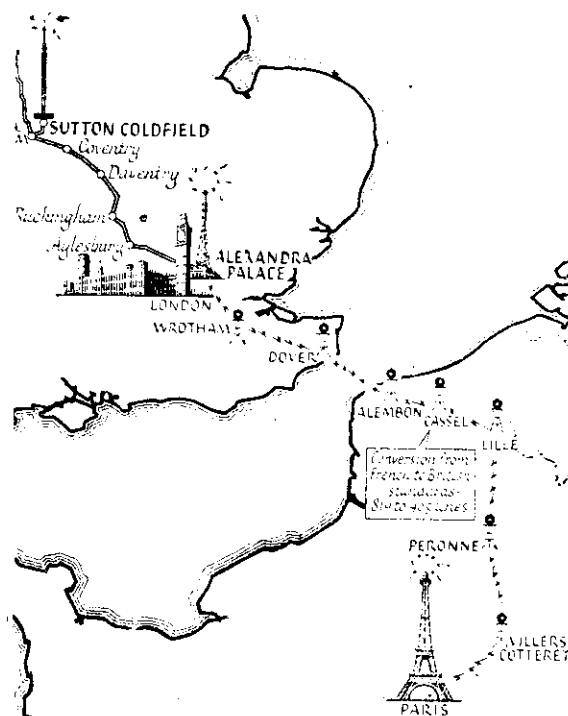 SUTTON COLDFIELD
Coventry
Daventry
Buckingham
Aylesbury
ALEXANDRA
PALACE
LONDON
WROTHAM
DOVER
ALEMBON
CASSEL
LILLE
Conversion from
French to British
standards-
819 to 405 lines
PERONNE
VILLERS
COTTERET
PARIS